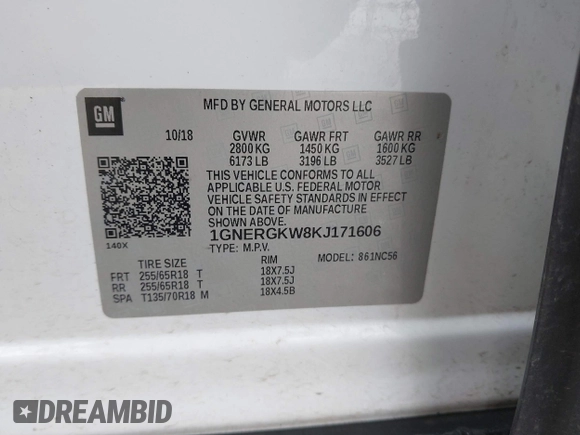 GM
MFD BY GENERAL MOTORS LLC
10/18 GVWR GAWR FRT GAWR RR
2800 KG 1450 KG 1600 KG
6173 LB 3196 LB 3527 LB
THIS VEHICLE CONFORMS TO ALL
APPLICABLE U.S. FEDERAL MOTOR
VEHICLE SAFETY STANDARDS IN EFFECT
ON THE DATE OF MANUFACTURE
SHOWN ABOVE.
140X
1GNERGKW8KJ171606
TYPE: M.P.V. MODEL: 861NC56
TIRE SIZE RIM
FRT 255/65R18 T 18X7.5J
RR 255/65R18 T 18X7.5J
SPA T135/70R18 M 18X4.5B
DREAMBID